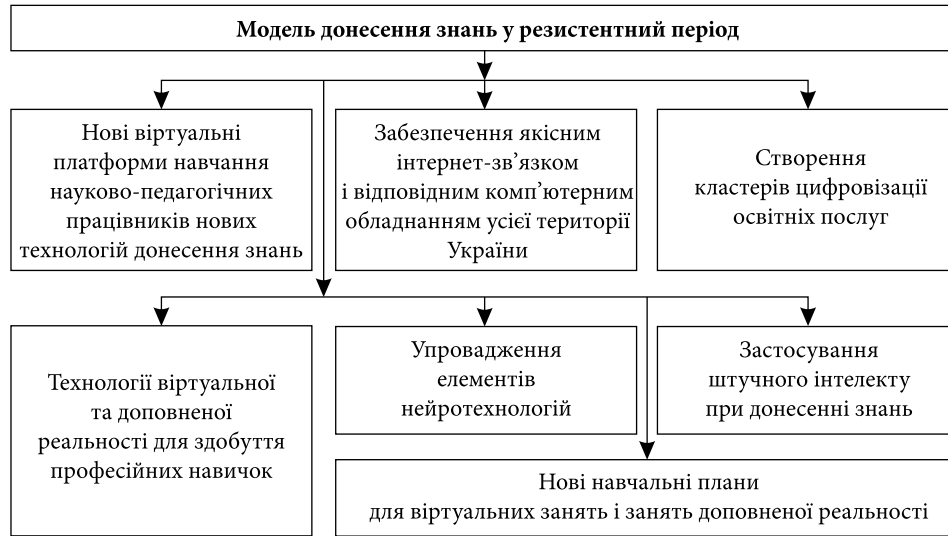 Модель донесення знань у резистентний період
Нові віртуальні
платформи навчання
науково-педагогічних
працівників нових
технологій донесення знань
Забезпечення якісним
інтернет-зв’язком
і відповідним комп’ютерним
обладнанням усієї території
України
Створення
кластерів цифровізації
освітніх послуг
Технології віртуальної
та доповненої
реальності для здобуття
професійних навичок
Упровадження
елементів
нейротехнологій
Застосування
штучного інтелекту
при донесенні знань
Нові навчальні плани
для віртуальних занять і занять доповненої реальності